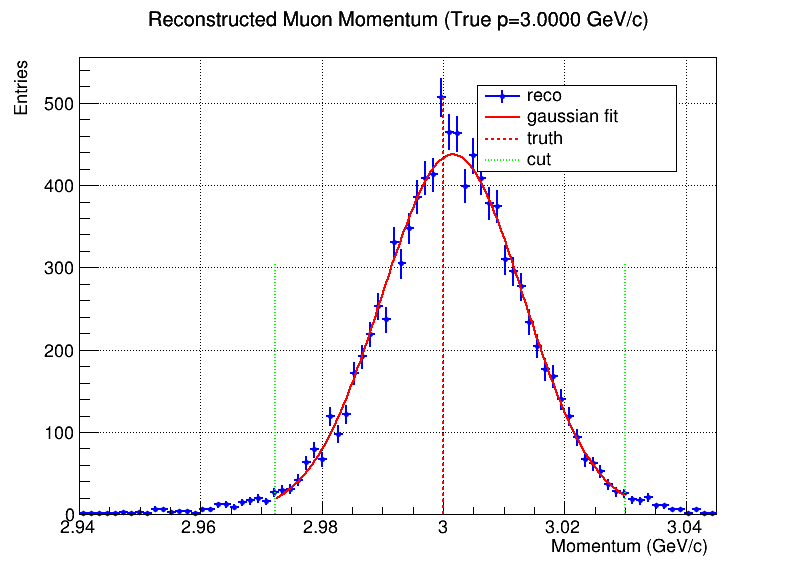 Reconstructed Muon Momentum (True p=3.0000 GeV/c)
Entries
500
400
300
200
100
0
reco
gaussian fit
truth
cut
2.94 2.96 2.98 3 3.02 3.04
Momentum (GeV/c)